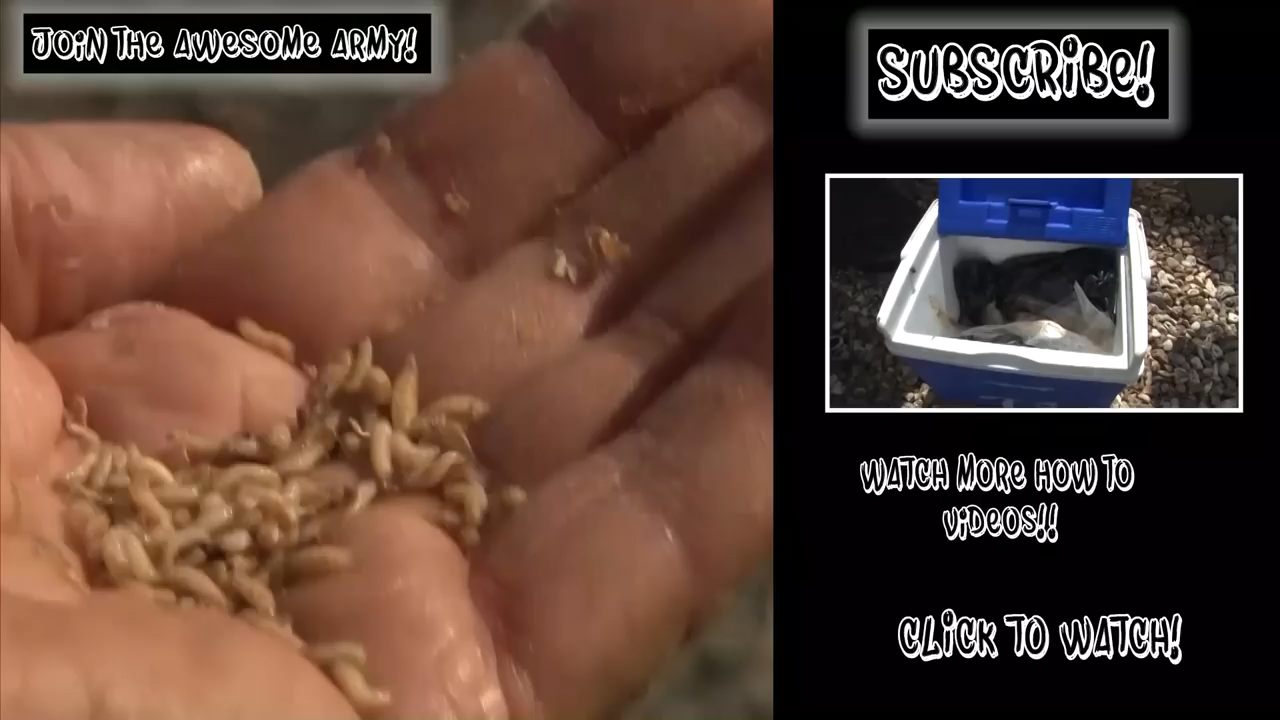 JOIN THE AWESOME ARMY!
SUBSCRIBE!
WATCH MORE HOW TO
VIDEOS!!
CLICK TO WATCH!